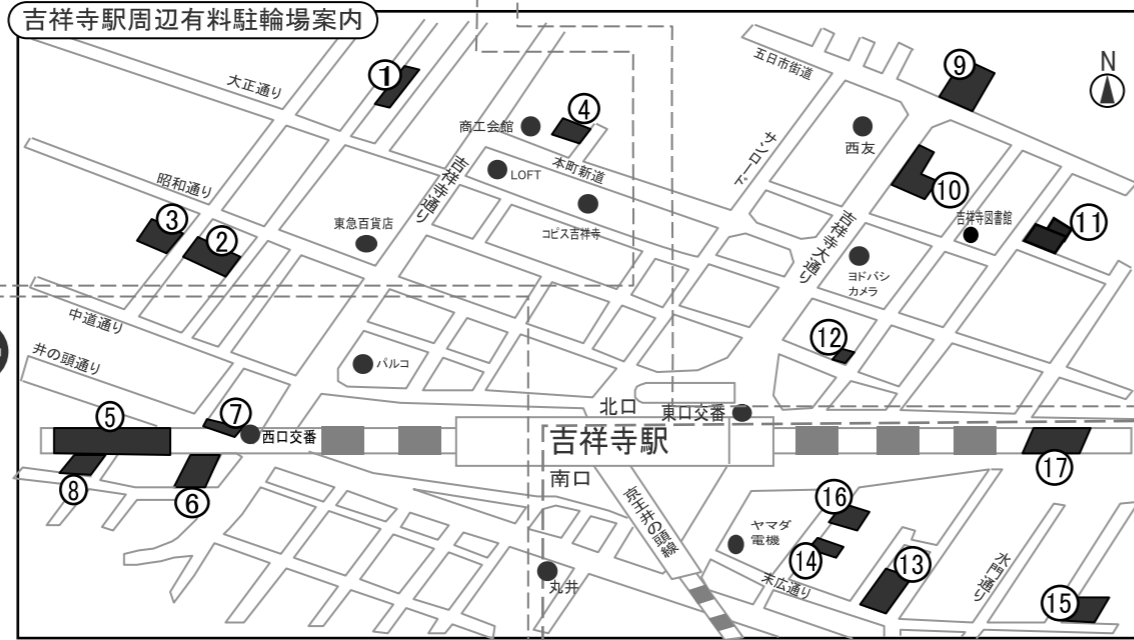 吉祥寺駅周辺有料駐輪場案内
N
大正通り
①
商工会館
④
五日市街道
⑨
西友
サンロード
昭和通り
吉祥寺通り
LOFT
本町新道
⑩
③
②
東急百貨店
コピス吉祥寺
吉祥寺大通り
吉祥寺図書館
⑪
ヨドバシ
カメラ
中道通り
井の頭通り
パルコ
⑫
⑤
⑦
西口交番
北口
東口交番
吉祥寺駅
南口
⑰
⑧
⑥
京王井の頭線
ヤマダ
電機
⑯
⑭
⑬
末広通り
水門通り
丸井
⑮